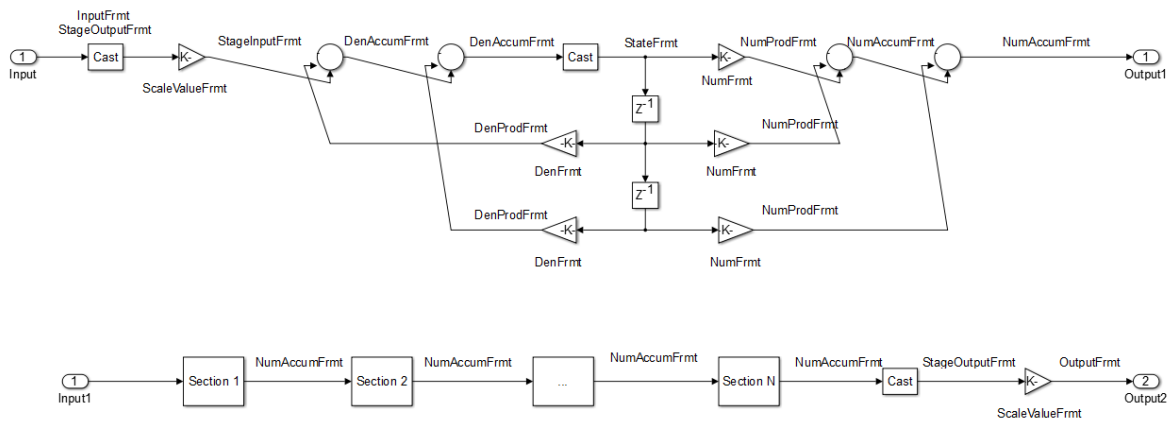 InputFrmt
StageOutputFrmt
StageInputFrmt
DenAccumFrmt
DenAccumFrmt
StateFrmt
NumProdFrmt
NumAccumFrmt
NumAccumFrmt
1
Cast
K-
Cast
K-
1
Input
ScaleValueFrmt
NumFrmt
Output1
Z-1
DenProdFrmt
NumProdFrmt
-K-
-K-
DenFrmt
NumFrmt
Z-1
DenProdFrmt
NumProdFrmt
-K-
-K-
DenFrmt
NumFrmt
NumAccumFrmt
NumAccumFrmt
NumAccumFrmt
NumAccumFrmt
StageOutputFrmt
OutputFrmt
1
Section 1
Section 2
...
Section N
Cast
K-
2
Input1
Output2
ScaleValueFrmt